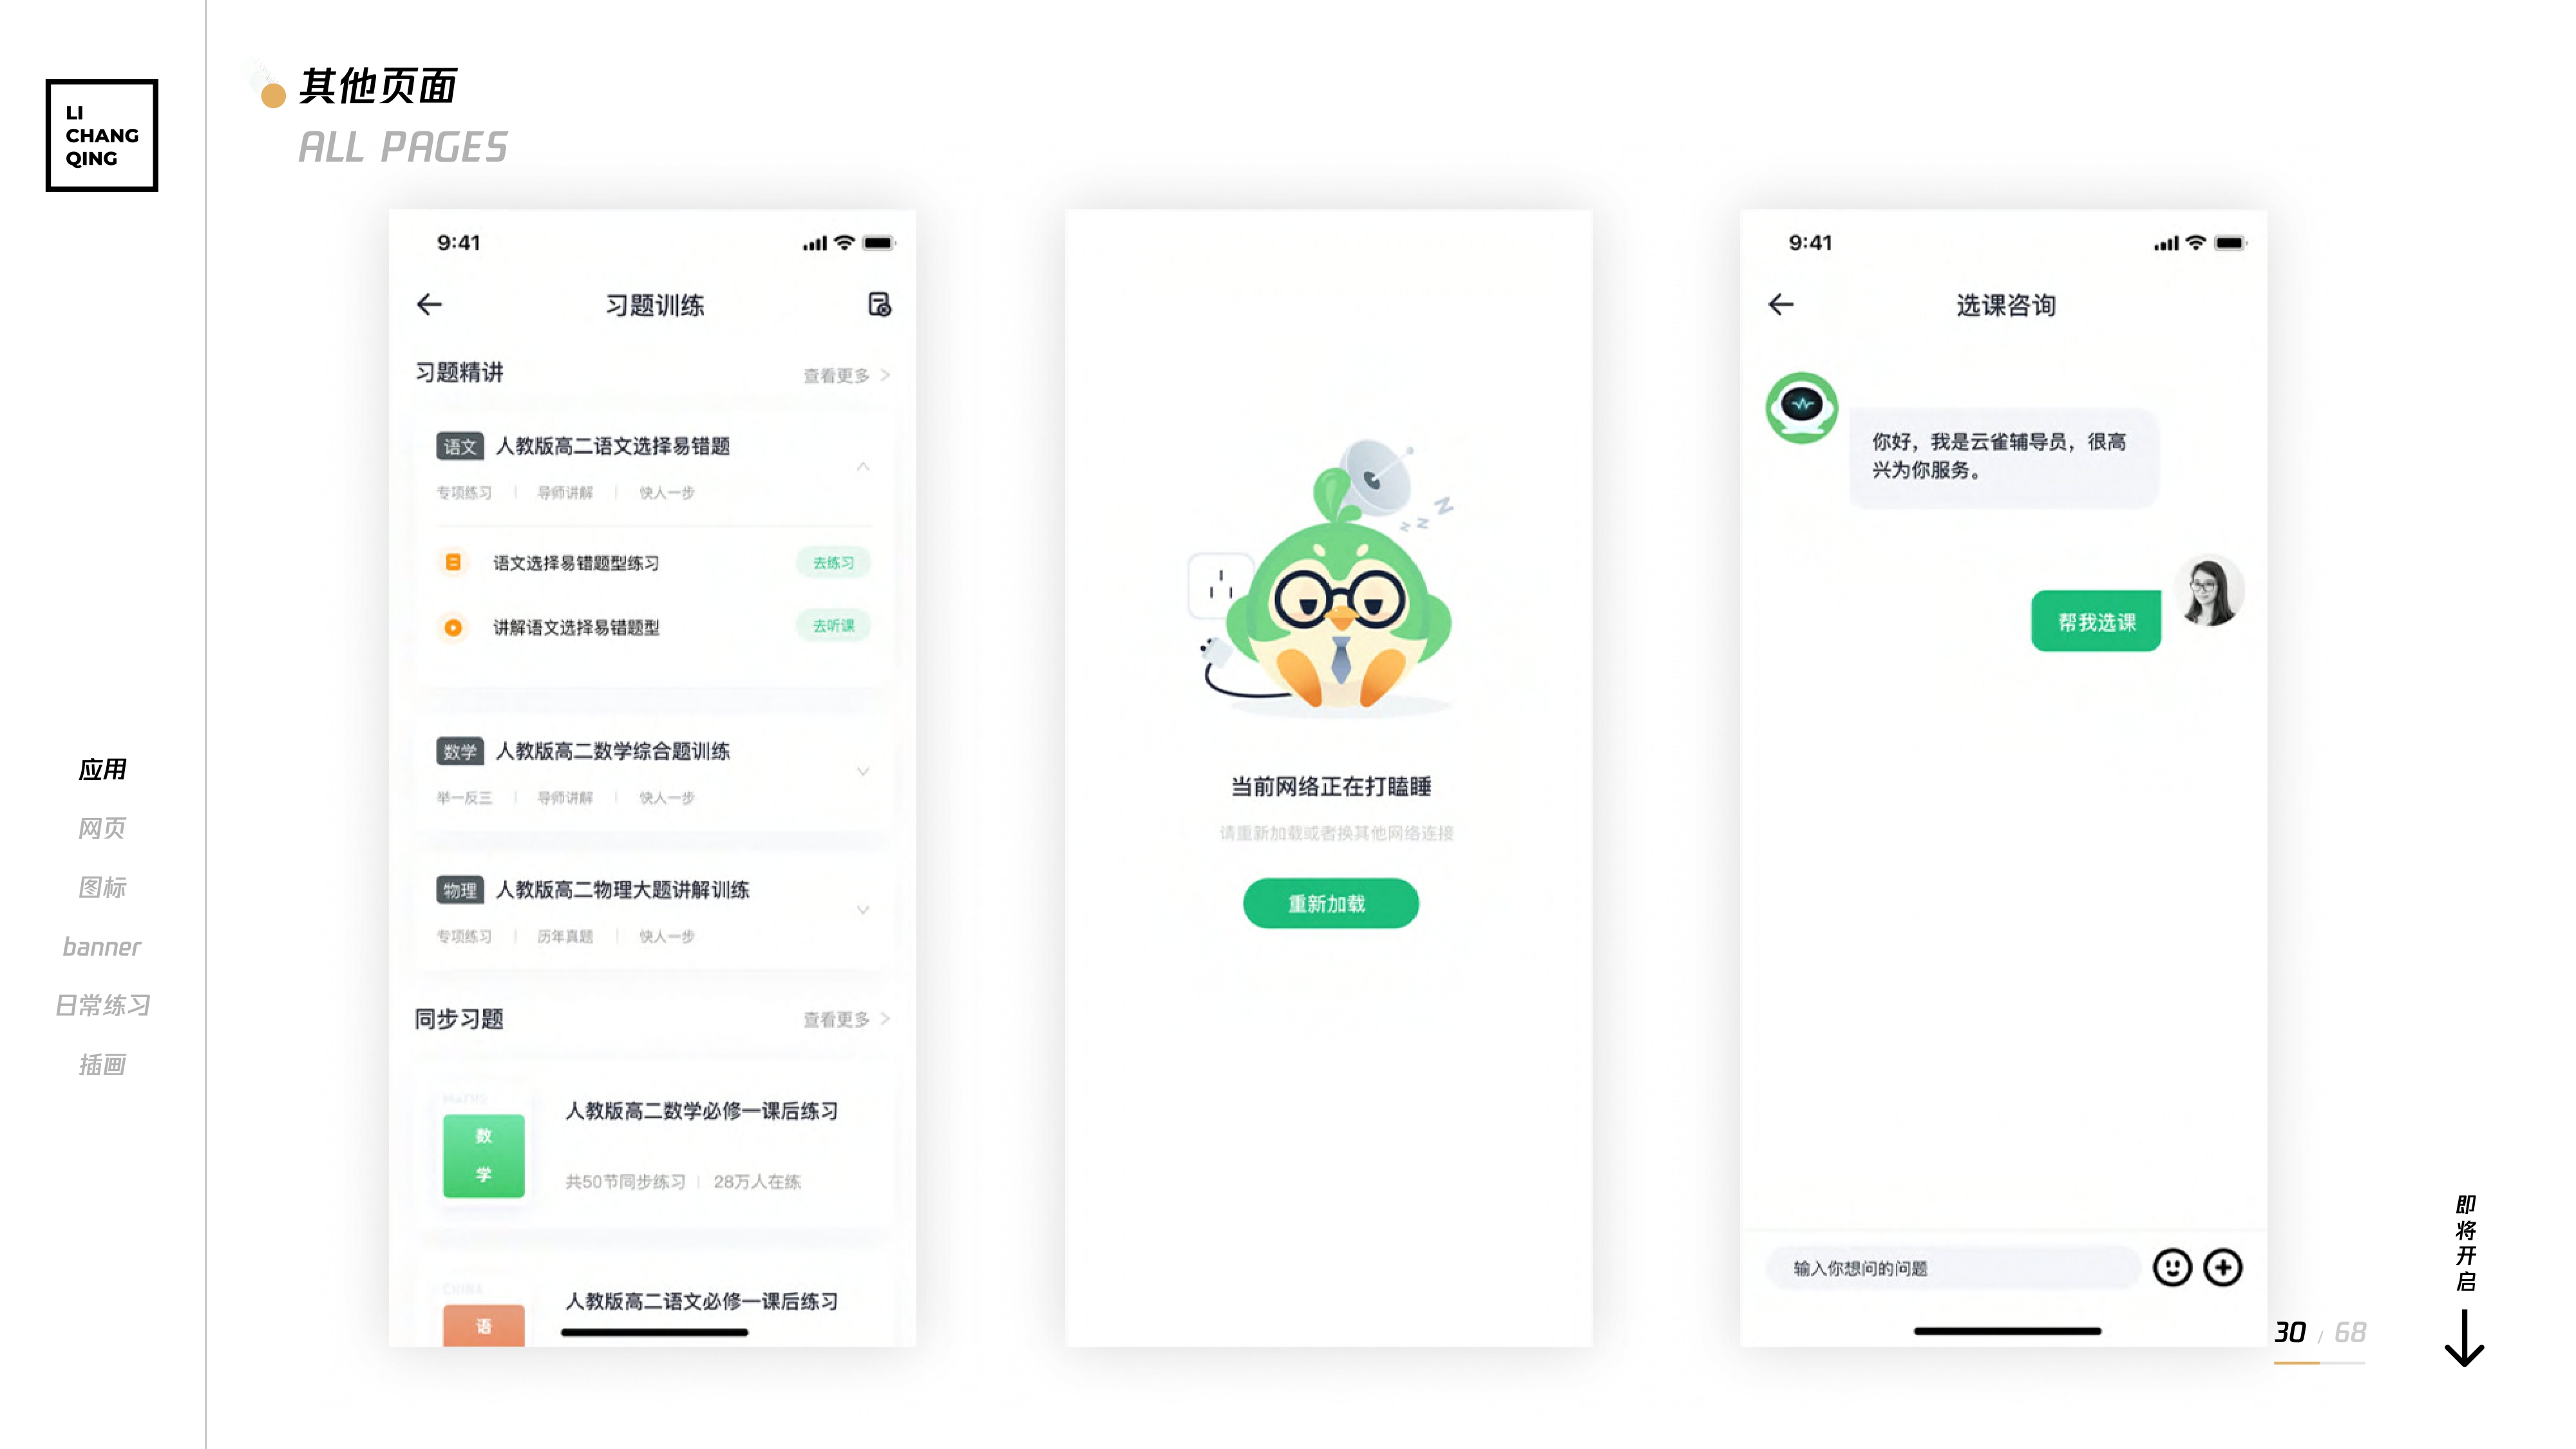 LI
CHANG
QING
其他页面
ALL PAGES
应用
网页
图标
banner
日常练习
插画
9:41
习题训练
习题精讲
查看更多 >
语文 人教版高二语文选择易错题
专项练习 | 导师讲解 | 快人一步
语文选择易错题型练习
去练习
讲解语文选择易错题型
去听课
数学 人教版高二数学综合题训练
举一反三 | 导师讲解 | 快人一步
物理 人教版高二物理大题讲解训练
专项练习 | 历年真题 | 快人一步
同步习题
查看更多 >
MATHS
数
学
人教版高二数学必修一课后练习
共50节同步练习 | 28万人在练
CHINA
语
人教版高二语文必修一课后练习
z z Z
当前网络正在打瞌睡
请重新加载或者换其他网络连接
重新加载
9:41
选课咨询
你好，我是云雀辅导员，很高
兴为你服务。
帮我选课
输入你想问的问题
30 / 68
即
将
开
启